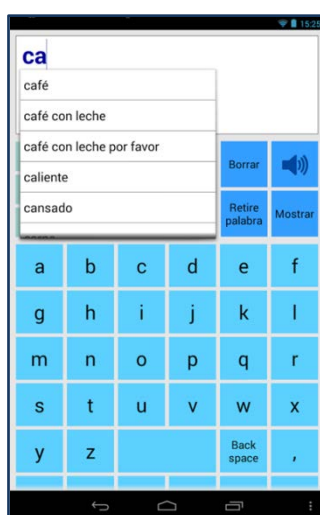 15:25
ca
café
café con leche
café con leche por favor
caliente
cansado
Borrar
Retire palabra
Mostrar
a b c d e f
g h i j k l
m n o p q r
s t u v w x
y z Back space ,